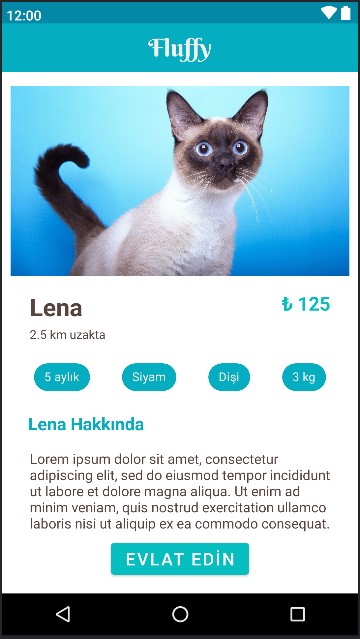 12:00
Fluffy
Lena
₺ 125
2.5 km uzakta
5 aylık
Siyam
Dişi
3 kg
Lena Hakkında
Lorem ipsum dolor sit amet, consectetur
adipiscing elit, sed do eiusmod tempor incididunt
ut labore et dolore magna aliqua. Ut enim ad
minim veniam, quis nostrud exercitation ullamco
laboris nisi ut aliquip ex ea commodo consequat.
EVLAT EDİN